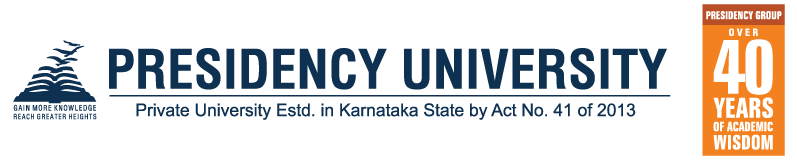 GAIN MORE KNOWLEDGE
REACH GREATER HEIGHTS
PRESIDENCY UNIVERSITY
Private University Estd. in Karnataka State by Act No. 41 of 2013
PRESIDENCY GROUP
OVER
40
YEARS
OF ACADEMIC
WISDOM